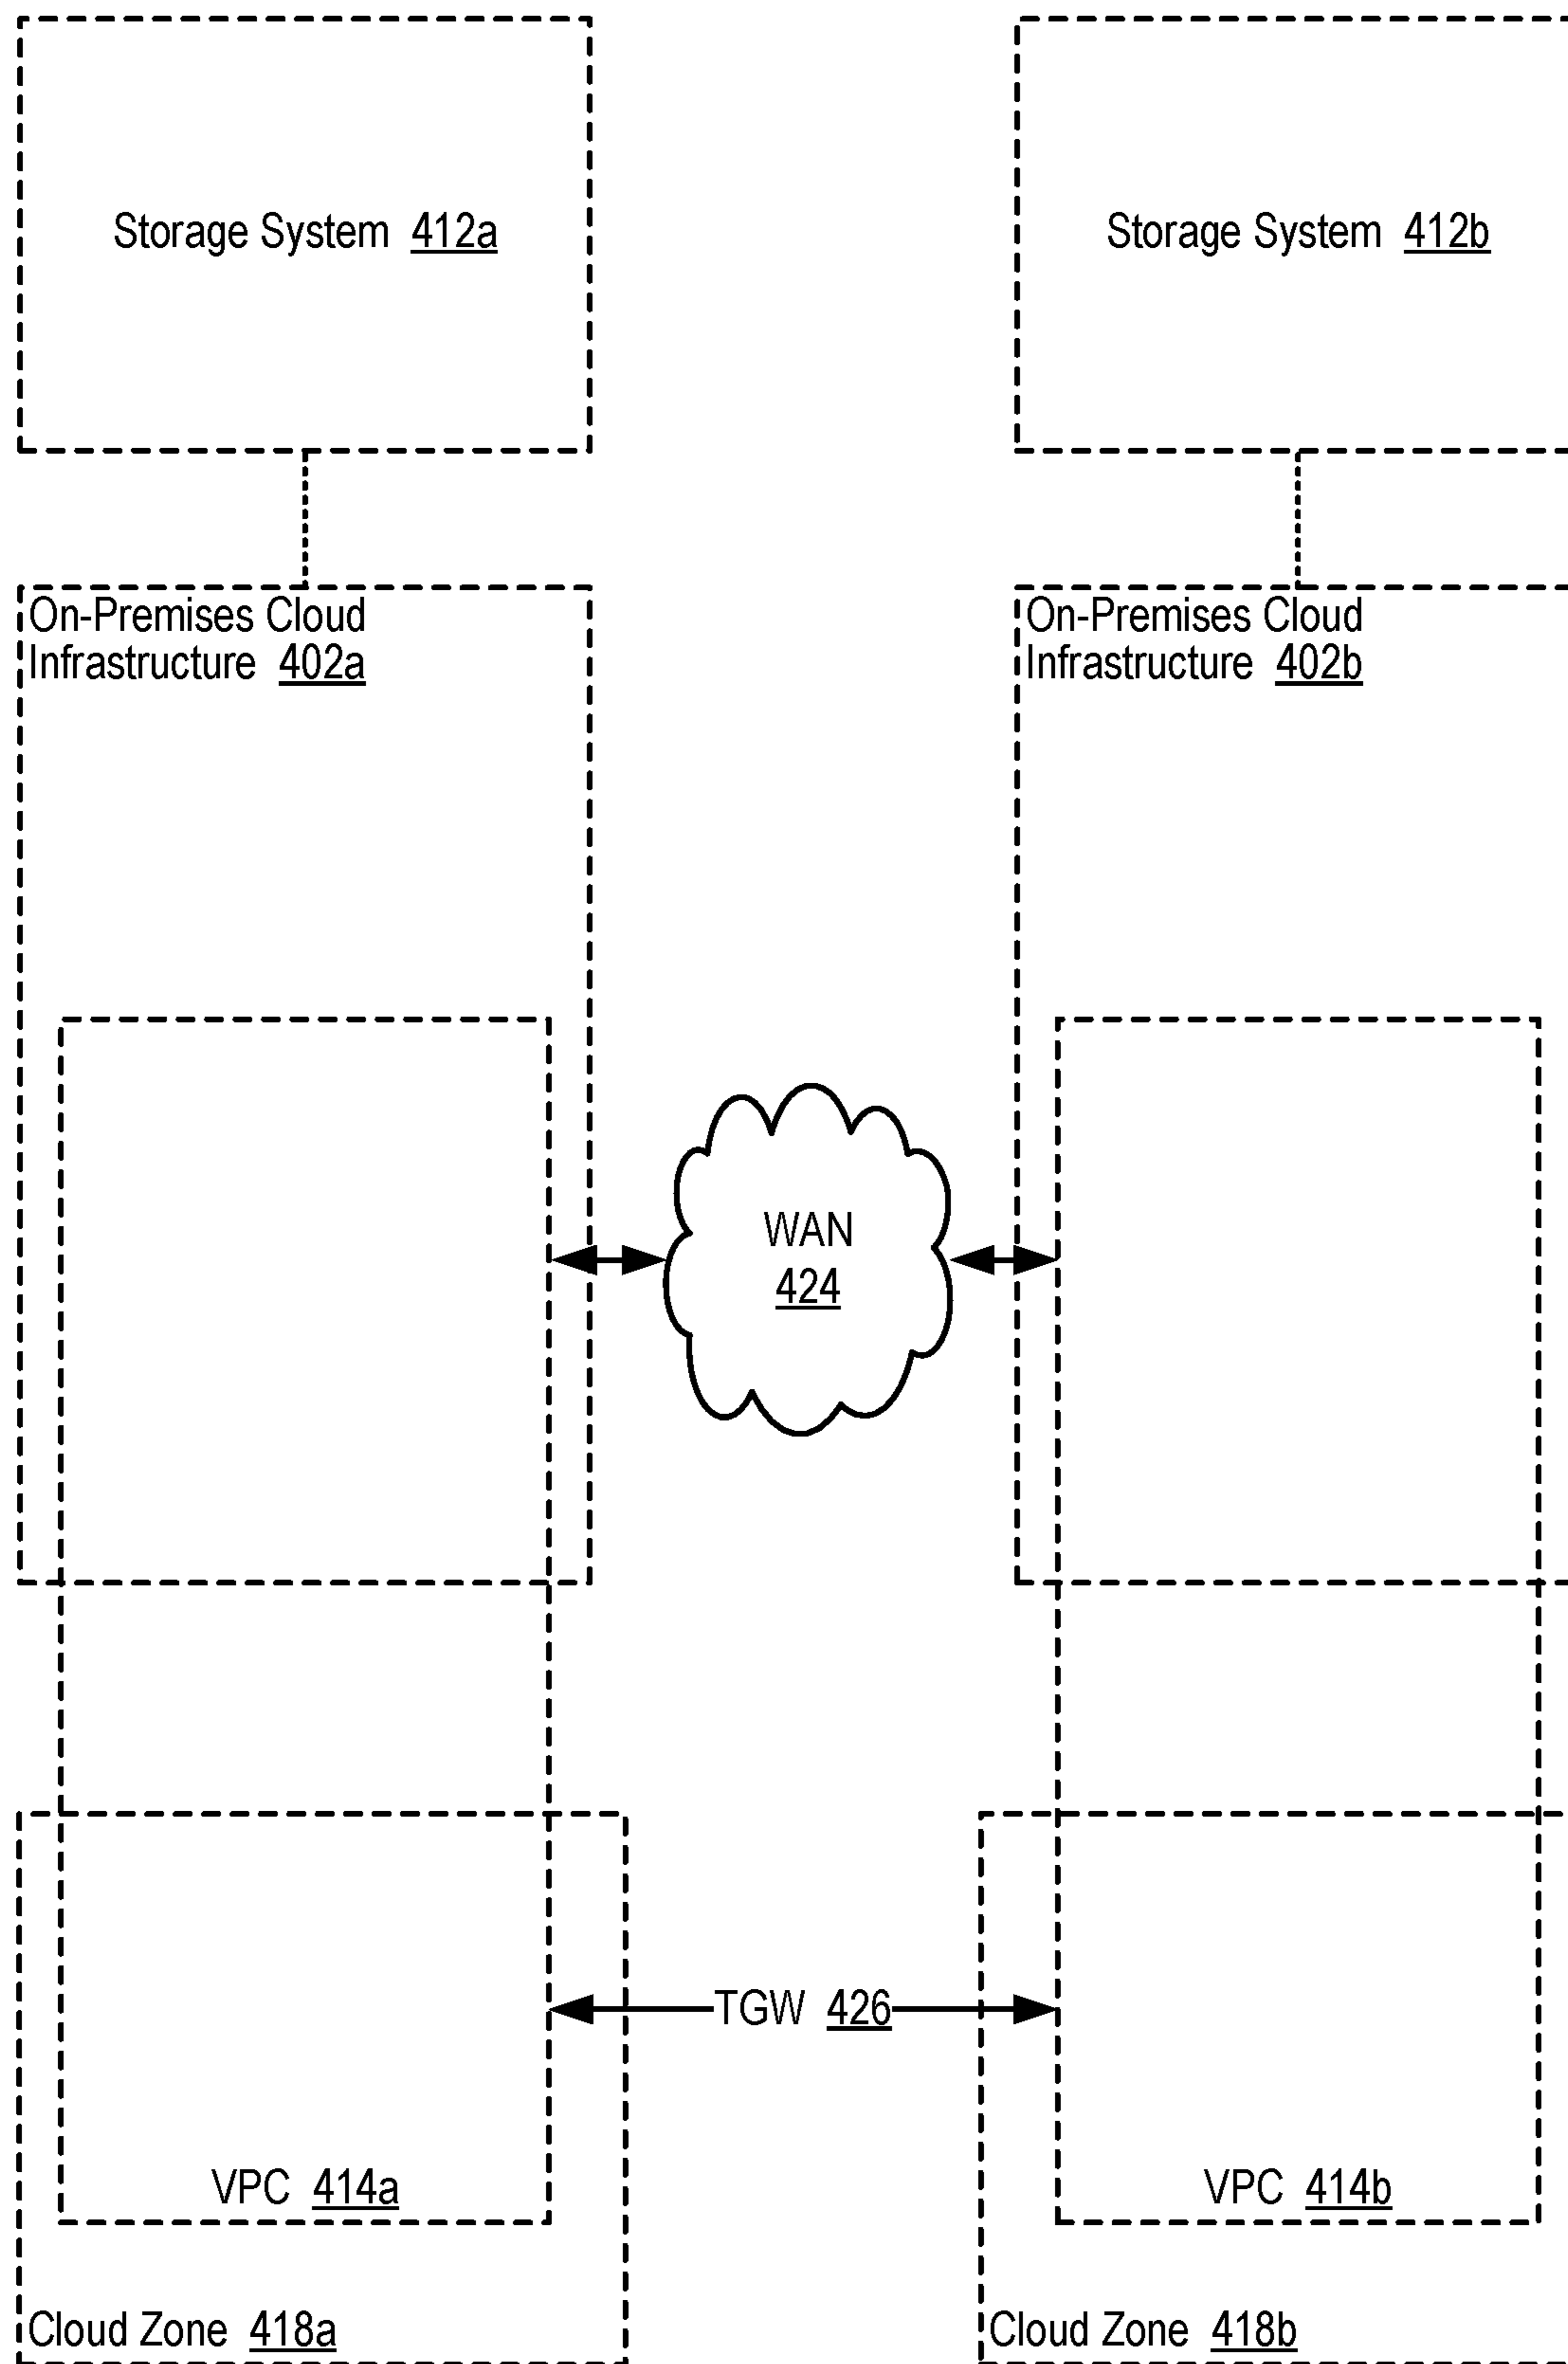 Storage System 412a
Storage System 412b
On-Premises Cloud
Infrastructure 402a
On-Premises Cloud
Infrastructure 402b
WAN
424
TGW 426
VPC 414a
VPC 414b
Cloud Zone 418a
Cloud Zone 418b